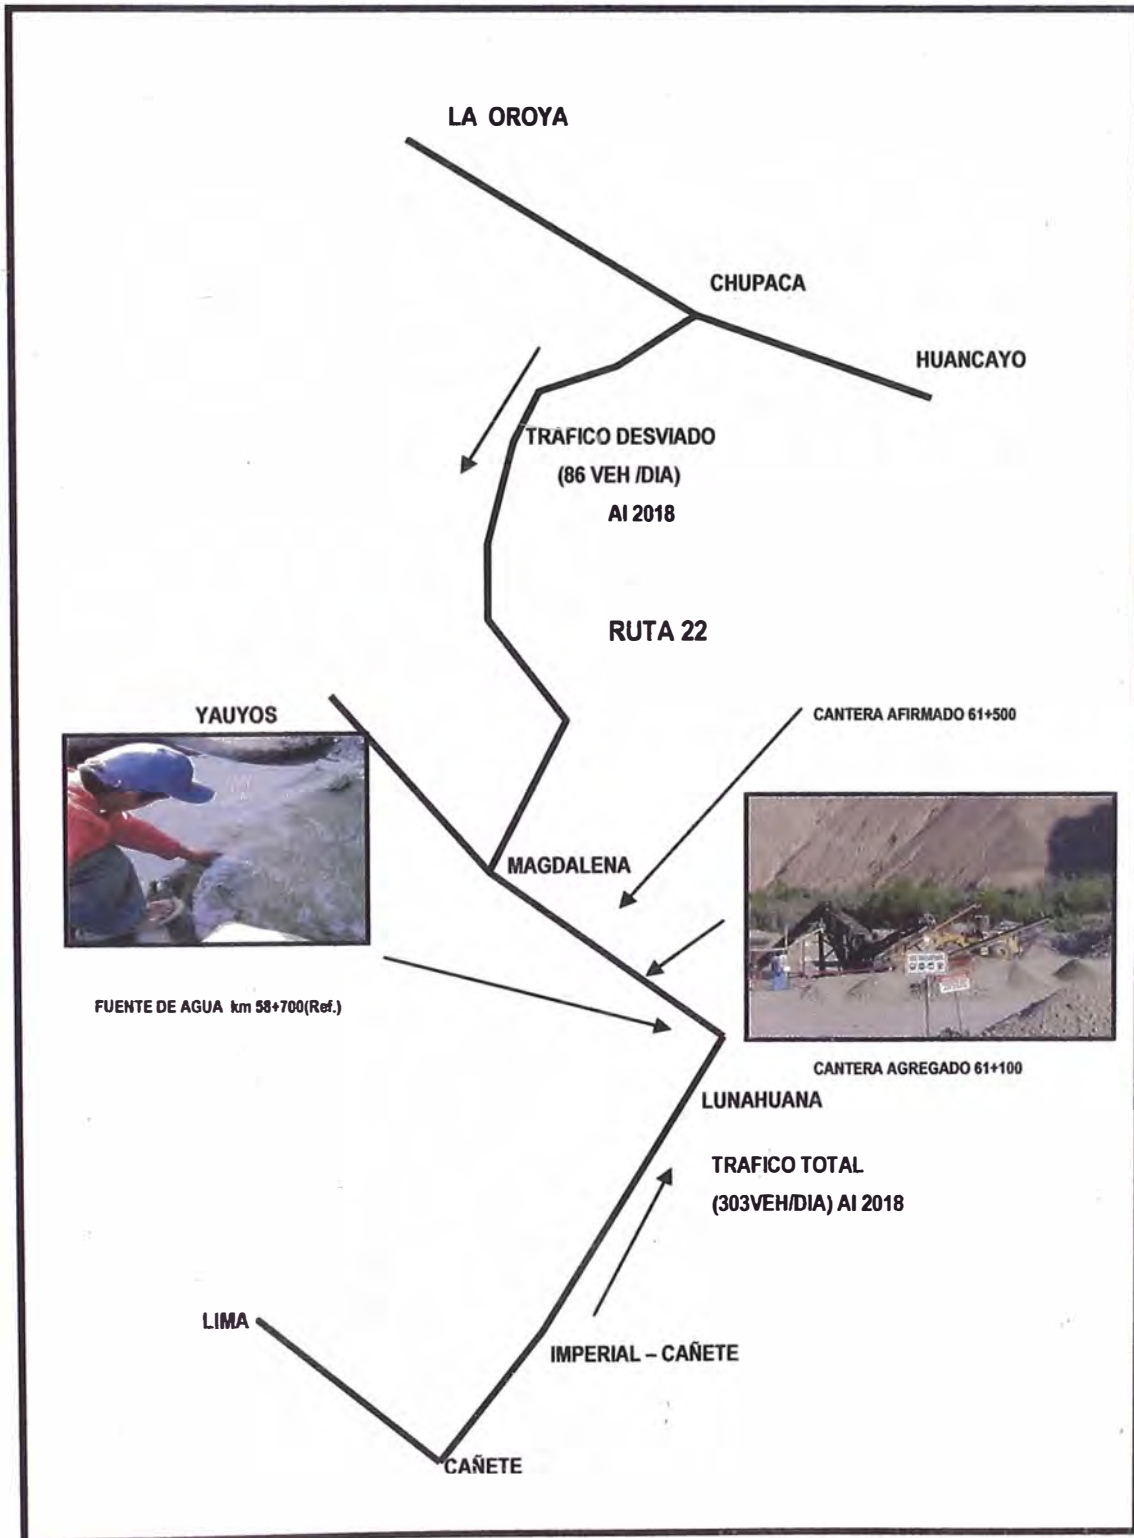 LA OROYA
CHUPACA
HUANCAYO
TRAFICO DESVIADO
(86 VEH /DIA)
Al 2018
RUTA 22
YAUYOS
CANTERA AFIRMADO 61+500
MAGDALENA
FUENTE DE AGUA km 58+700(Ref.)
CANTERA AGREGADO 61+100
LUNAHUANA
TRAFICO TOTAL
(303VEH/DIA) Al 2018
LIMA
IMPERIAL – CAÑETE
CAÑETE